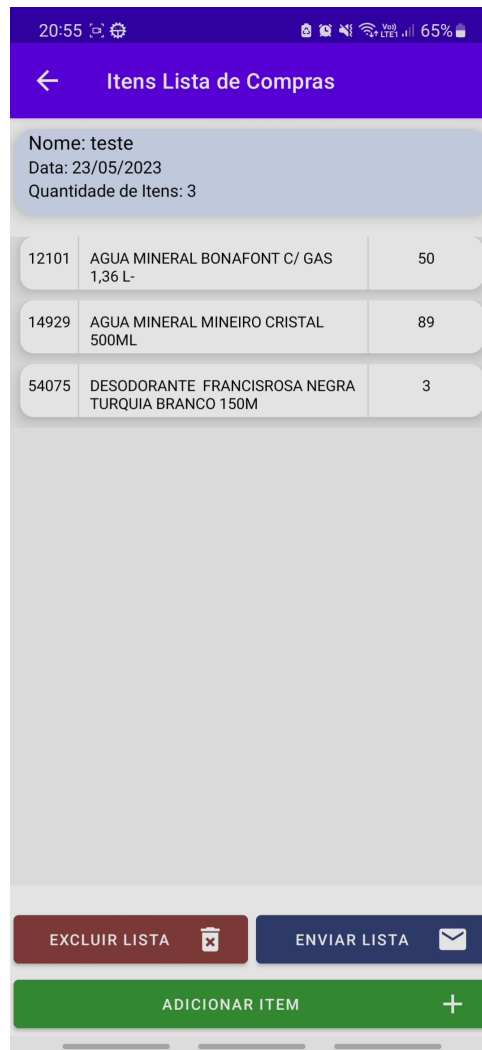 20:55 65%
Itens Lista de Compras
Nome: teste
Data: 23/05/2023
Quantidade de Itens: 3
12101 AGUA MINERAL BONAFONT C/ GAS 50
1,36 L-
14929 AGUA MINERAL MINEIRO CRISTAL 89
500ML
54075 DESODORANTE  FRANCISROSA NEGRA 3
TURQUIA BRANCO 150M
EXCLUIR LISTA ENVIAR LISTA
ADICIONAR ITEM